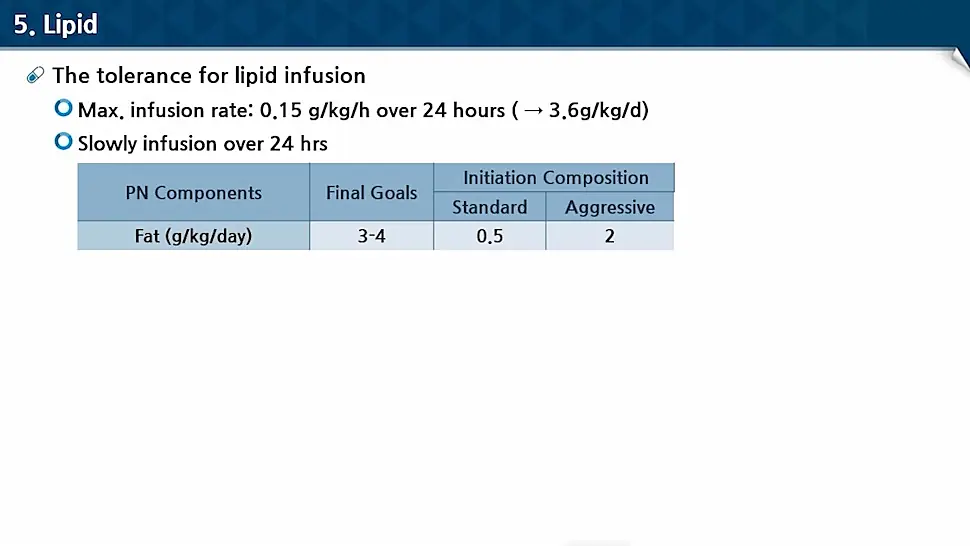 5. Lipid
The tolerance for lipid infusion
Max. infusion rate: 0.15 g/kg/h over 24 hours ( → 3.6g/kg/d)
Slowly infusion over 24 hrs
PN Components Final Goals Initiation Composition
Standard Aggressive
Fat (g/kg/day) 3-4 0.5 2